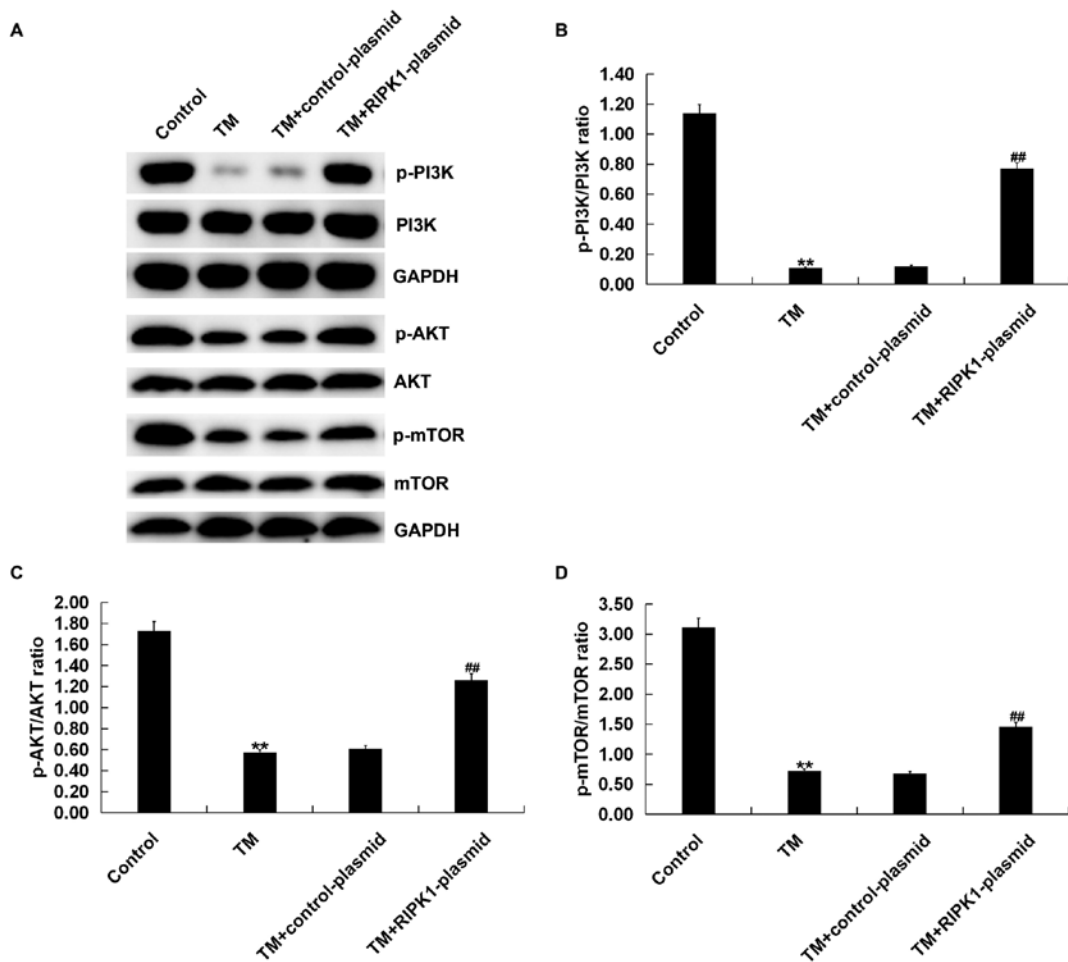 A
Control
TM
TM+control-plasmid
TM+RIPK1-plasmid
p-PI3K
PI3K
GAPDH
p-AKT
AKT
p-mTOR
mTOR
GAPDH
B
p-PI3K/PI3K ratio
1.40
1.20
1.00
0.80
0.60
0.40
0.20
0.00
**
##
Control
TM
TM+control-plasmid
TM+RIPK1-plasmid
C
p-AKT/AKT ratio
2.00
1.80
1.60
1.40
1.20
1.00
0.80
0.60
0.40
0.20
0.00
**
##
Control
TM
TM+control-plasmid
TM+RIPK1-plasmid
D
p-mTOR/mTOR ratio
3.50
3.00
2.50
2.00
1.50
1.00
0.50
0.00
**
##
Control
TM
TM+control-plasmid
TM+RIPK1-plasmid